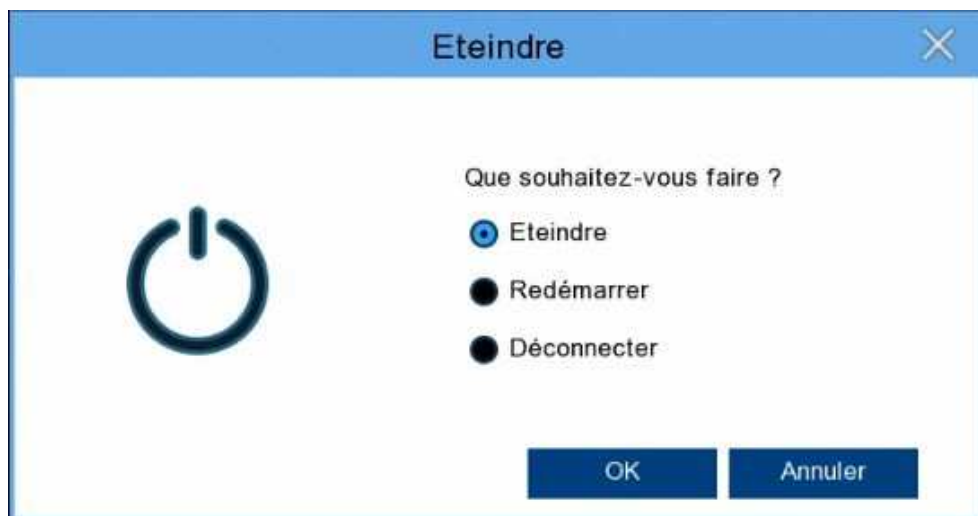 Eteindre
Que souhaitez-vous faire ?
Eteindre
Redémarrer
Déconnecter
OK
Annuler